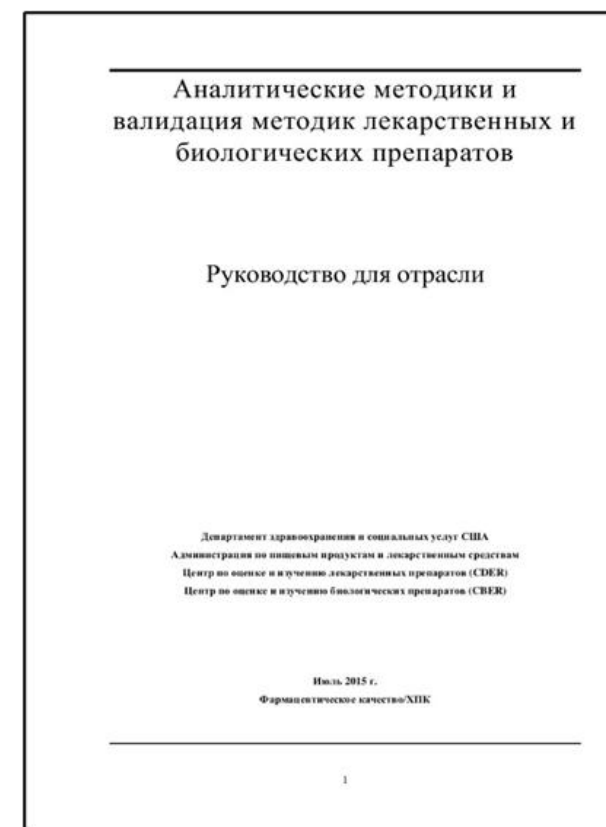 Аналитические методики и
валидация методик лекарственных и
биологических препаратов
Руководство для отрасли
Департамент здравоохранения и социальных услуг США
Администрация по пищевым продуктам и лекарственным средствам
Центр по оценке и изучению лекарственных препаратов (CDER)
Центр по оценке и изучению биологических препаратов (CBER)
Июль 2015 г.
Фармацевтическое качество/ХПК
1